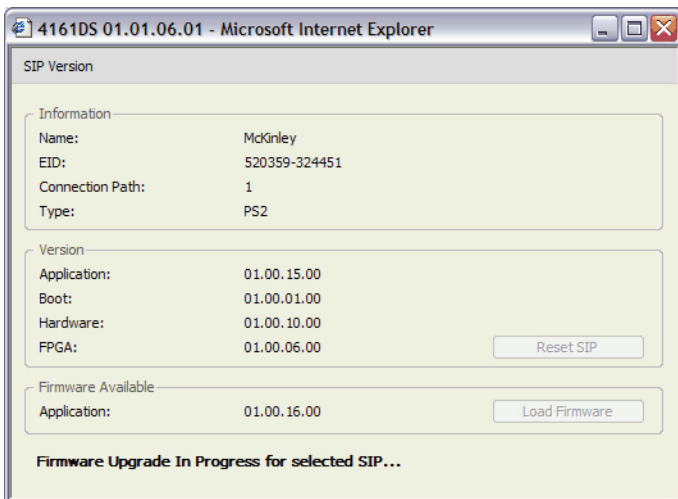 4161DS 01.01.06.01 - Microsoft Internet Explorer
SIP Version
Information
Name: McKinley
EID: 520359-324451
Connection Path: 1
Type: PS2
Version
Application: 01.00.15.00
Boot: 01.00.01.00
Hardware: 01.00.10.00
FPGA: 01.00.06.00 Reset SIP
Firmware Available
Application: 01.00.16.00 Load Firmware
Firmware Upgrade In Progress for selected SIP...